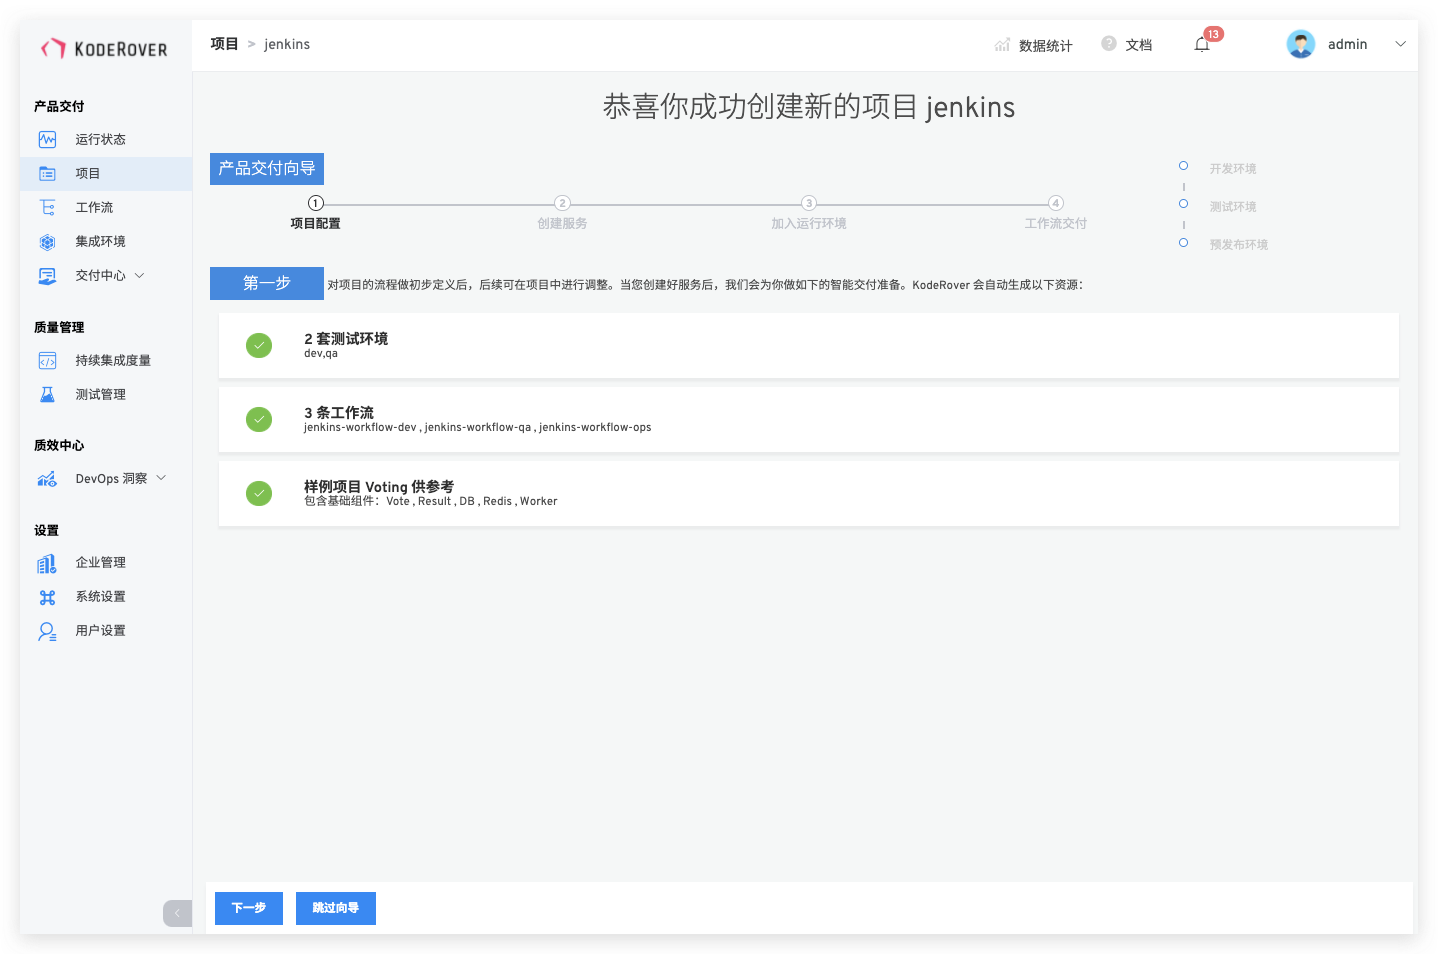 KODEROVER
项目 > jenkins
数据统计
? 文档
13
admin
产品交付
运行状态
项目
工作流
集成环境
交付中心
质量管理
持续集成度量
测试管理
质效中心
DevOps 洞察
设置
企业管理
系统设置
用户设置
恭喜你成功创建新的项目 jenkins
产品交付向导
1 项目配置
2 创建服务
3 加入运行环境
4 工作流交付
开发环境
测试环境
预发布环境
第一步 对项目的流程做初步定义后，后续可在项目中进行调整。当您创建好服务后，我们会为你做如下的智能交付准备。KodeRover 会自动生成以下资源：
2 套测试环境
dev,qa
3 条工作流
jenkins-workflow-dev , jenkins-workflow-qa , jenkins-workflow-ops
样例项目 Voting 供参考
包含基础组件：Vote , Result , DB , Redis , Worker
下一步
跳过向导